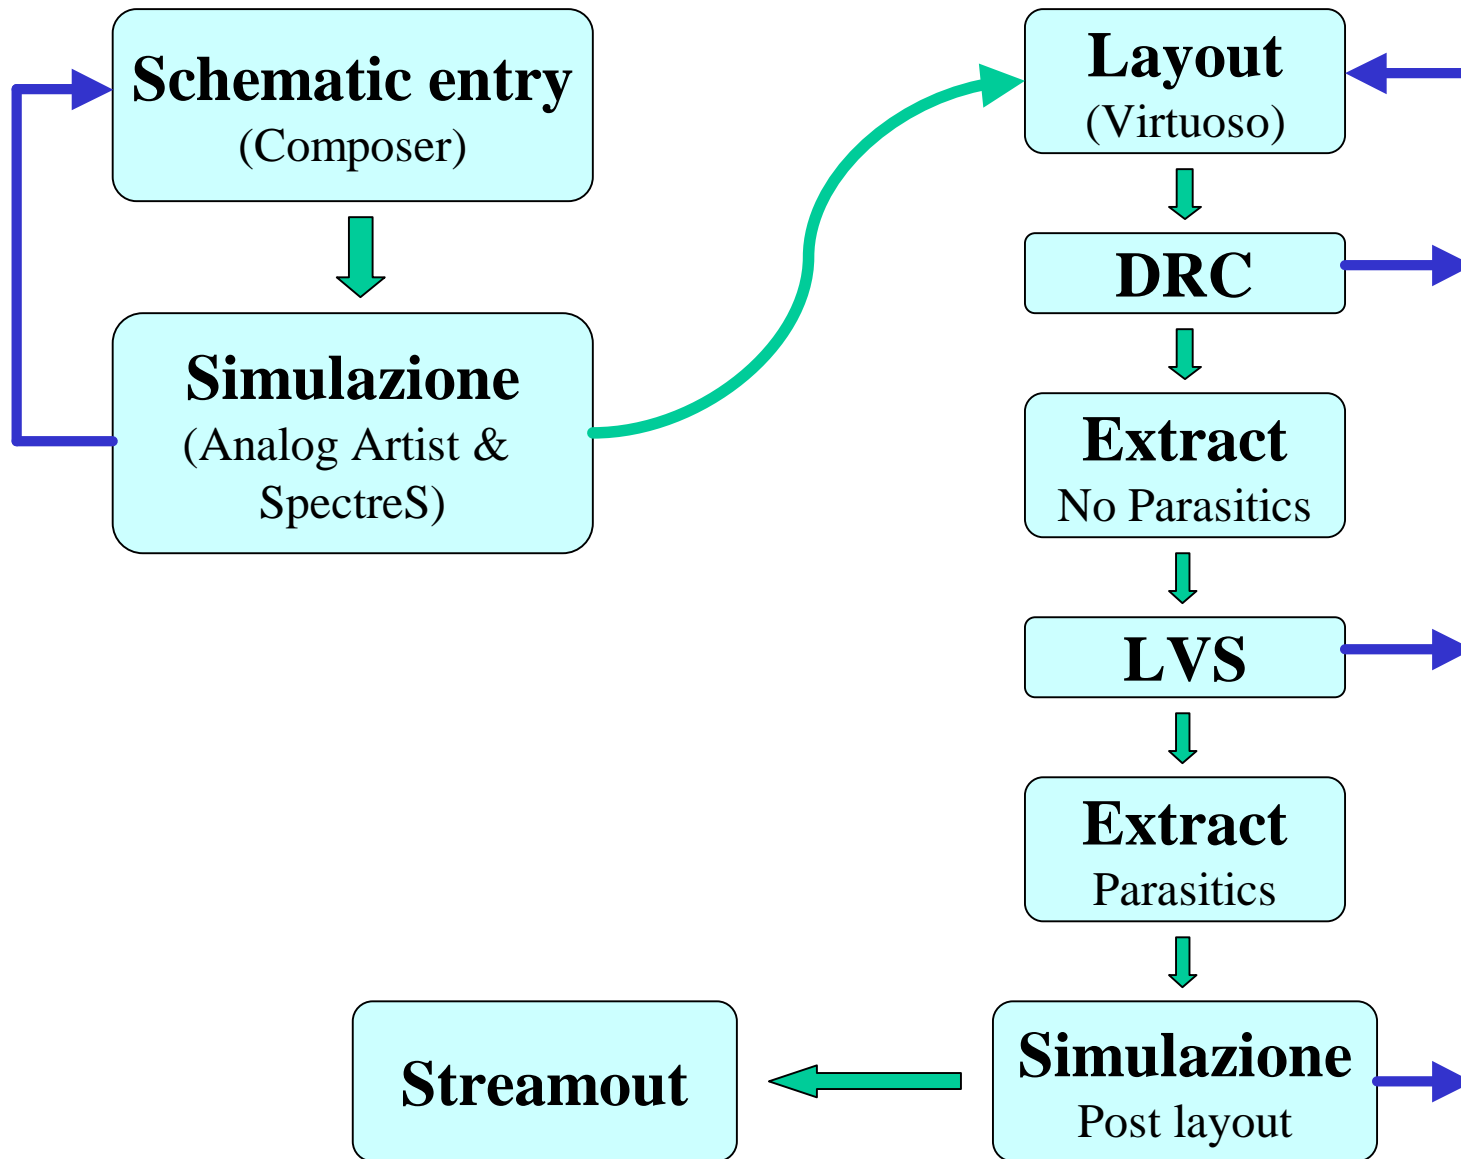 Schematic entry
(Composer)
Simulazione
(Analog Artist &
SpectreS)
Layout
(Virtuoso)
DRC
Extract
No Parasitics
LVS
Extract
Parasitics
Simulazione
Post layout
Streamout